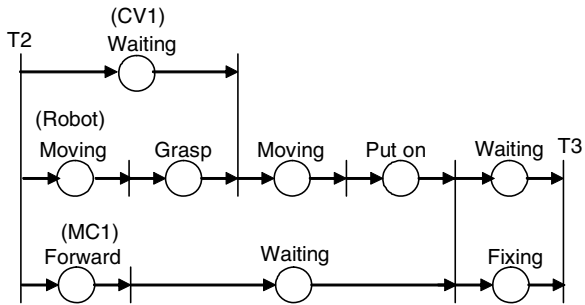 (CV1)
T2
Waiting
(Robot)
Moving
Grasp
Moving
Put on
Waiting
T3
(MC1)
Forward
Waiting
Fixing